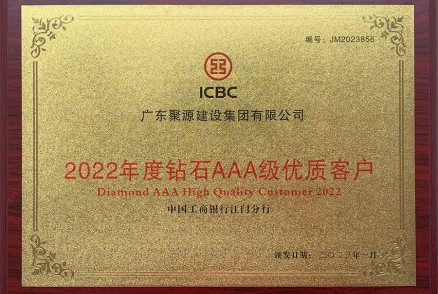 编号：JM2023856
ICBC
广东聚源建设集团有限公司
2022年度钻石AAA级优质客户
Diamond AAA High Quality Customer 2022
中国工商银行江门分行
颁发日期：二〇二三年一月